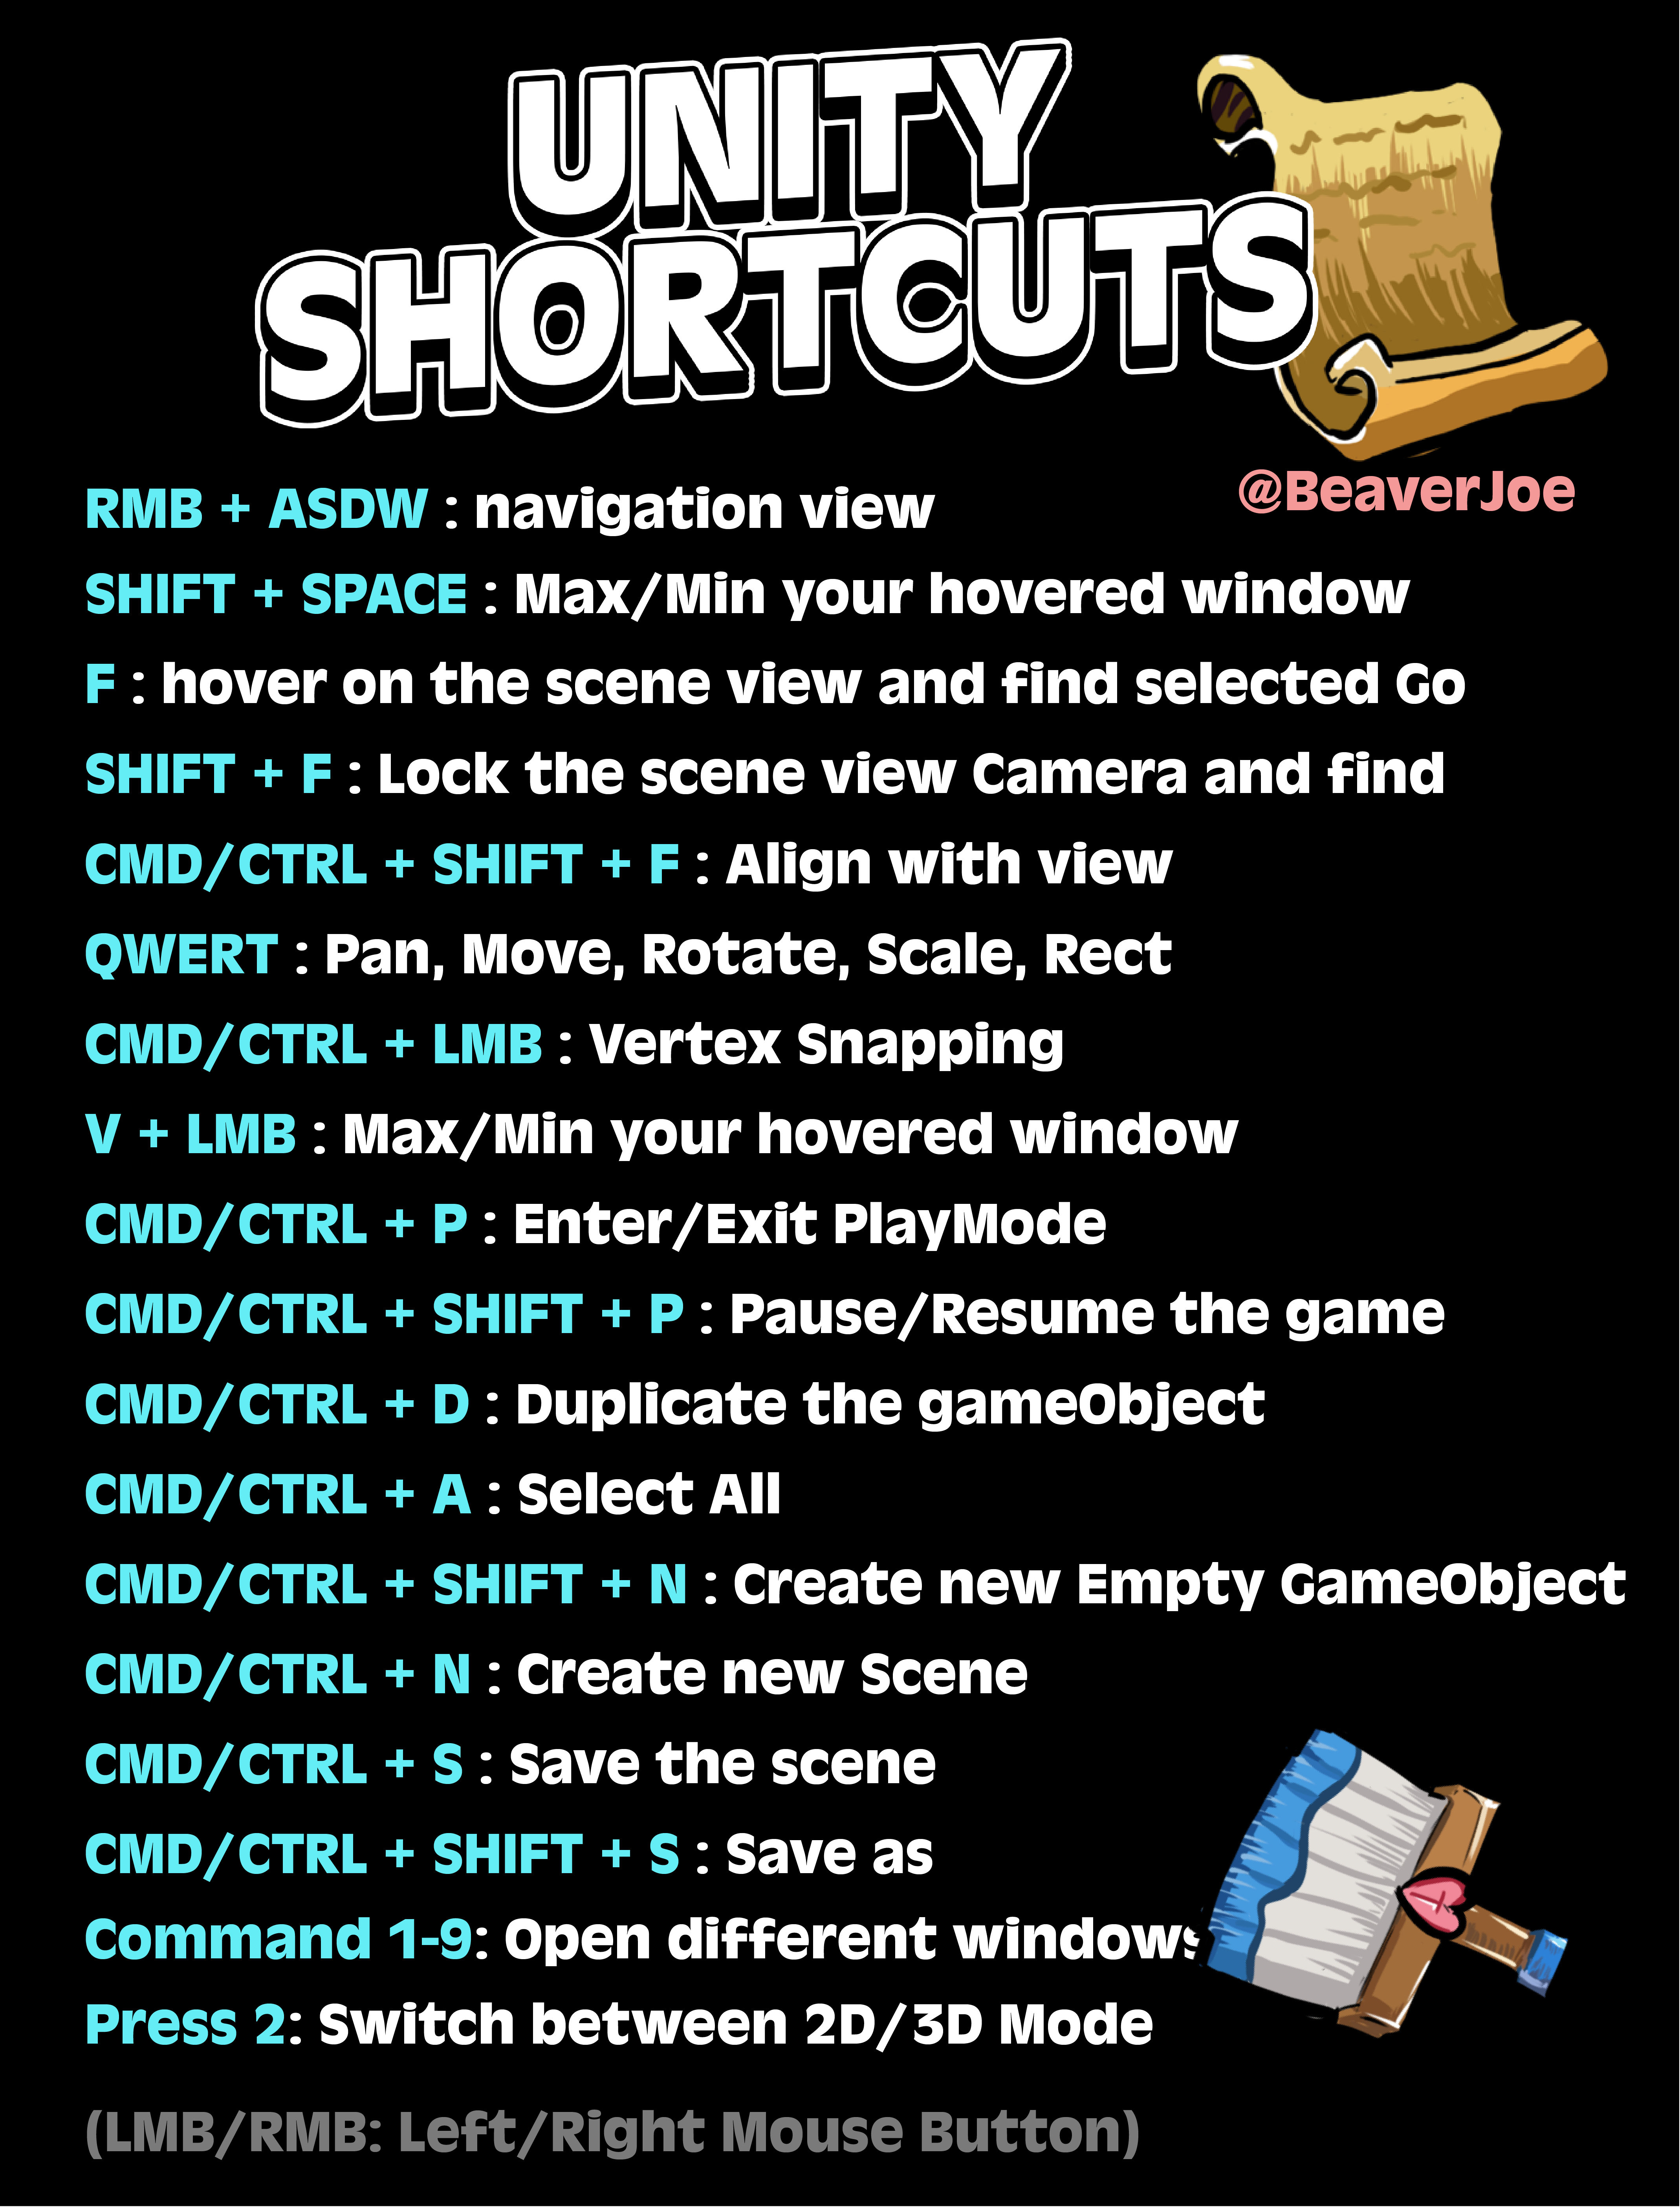 UNITY
SHORTCUTS
@BeaverJoe
RMB + ASDW : navigation view
SHIFT + SPACE : Max/Min your hovered window
F : hover on the scene view and find selected Go
SHIFT + F : Lock the scene view Camera and find
CMD/CTRL + SHIFT + F : Align with view
QWERT : Pan, Move, Rotate, Scale, Rect
CMD/CTRL + LMB : Vertex Snapping
V + LMB : Max/Min your hovered window
CMD/CTRL + P : Enter/Exit PlayMode
CMD/CTRL + SHIFT + P : Pause/Resume the game
CMD/CTRL + D : Duplicate the gameObject
CMD/CTRL + A : Select All
CMD/CTRL + SHIFT + N : Create new Empty GameObject
CMD/CTRL + N : Create new Scene
CMD/CTRL + S : Save the scene
CMD/CTRL + SHIFT + S : Save as
Command 1-9: Open different windows
Press 2: Switch between 2D/3D Mode
(LMB/RMB: Left/Right Mouse Button)